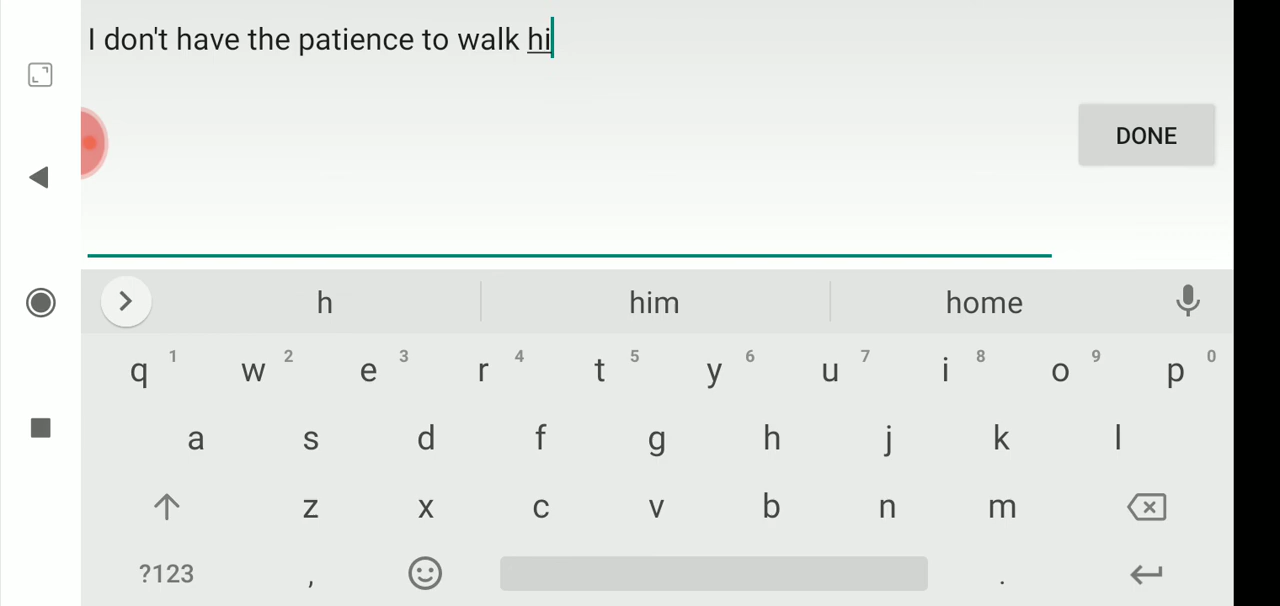 I don't have the patience to walk hi
DONE
h him home
q 1 w 2 e 3 r 4 t 5 y 6 u 7 i 8 o 9 p 0
a s d f g h j k l
z x c v b n m
?123 , .